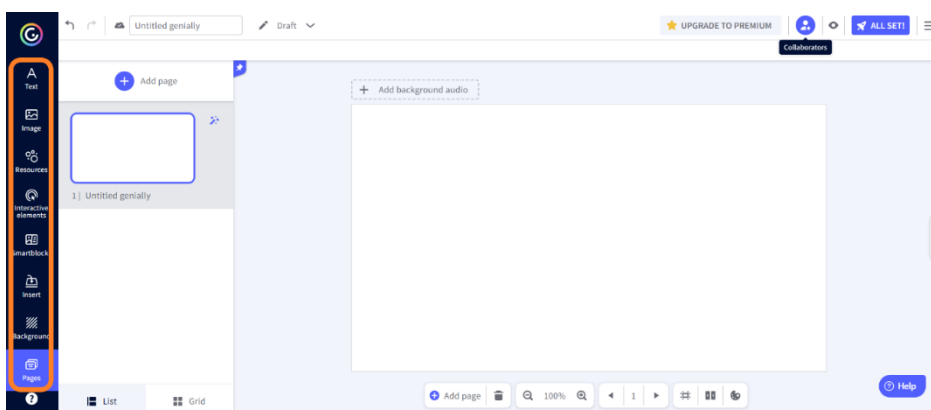 Untitled genially
Draft
UPGRADE TO PREMIUM
ALL SET!
Collaborators
Text
Image
Resources
Interactive
elements
Smartblock
Insert
Background
Pages
?
Add page
1 | Untitled genially
List
Grid
+ Add background audio
Add page
100%
1
? Help